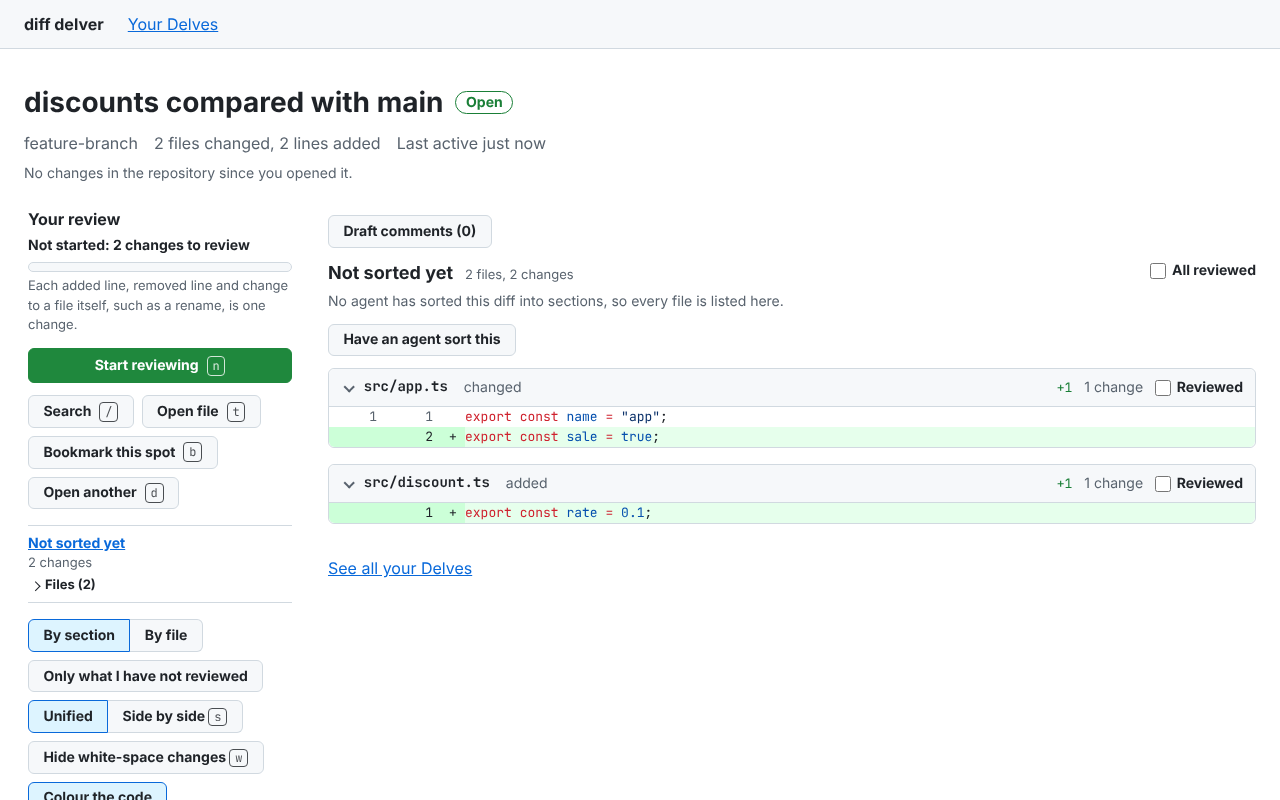 diff delver Your Delves
discounts compared with main Open
feature-branch 2 files changed, 2 lines added Last active just now
No changes in the repository since you opened it.
Your review
Not started: 2 changes to review
Each added line, removed line and change
to a file itself, such as a rename, is one
change.
Start reviewing n
Search / Open file t
Bookmark this spot b
Open another d
Not sorted yet
2 changes
Files (2)
By section By file
Only what I have not reviewed
Unified Side by side s
Hide white-space changes w
Colour the code
Draft comments (0)
Not sorted yet 2 files, 2 changes All reviewed
No agent has sorted this diff into sections, so every file is listed here.
Have an agent sort this
src/app.ts changed +1 1 change Reviewed
1 1 export const name = "app";
2 + export const sale = true;
src/discount.ts added +1 1 change Reviewed
1 + export const rate = 0.1;
See all your Delves